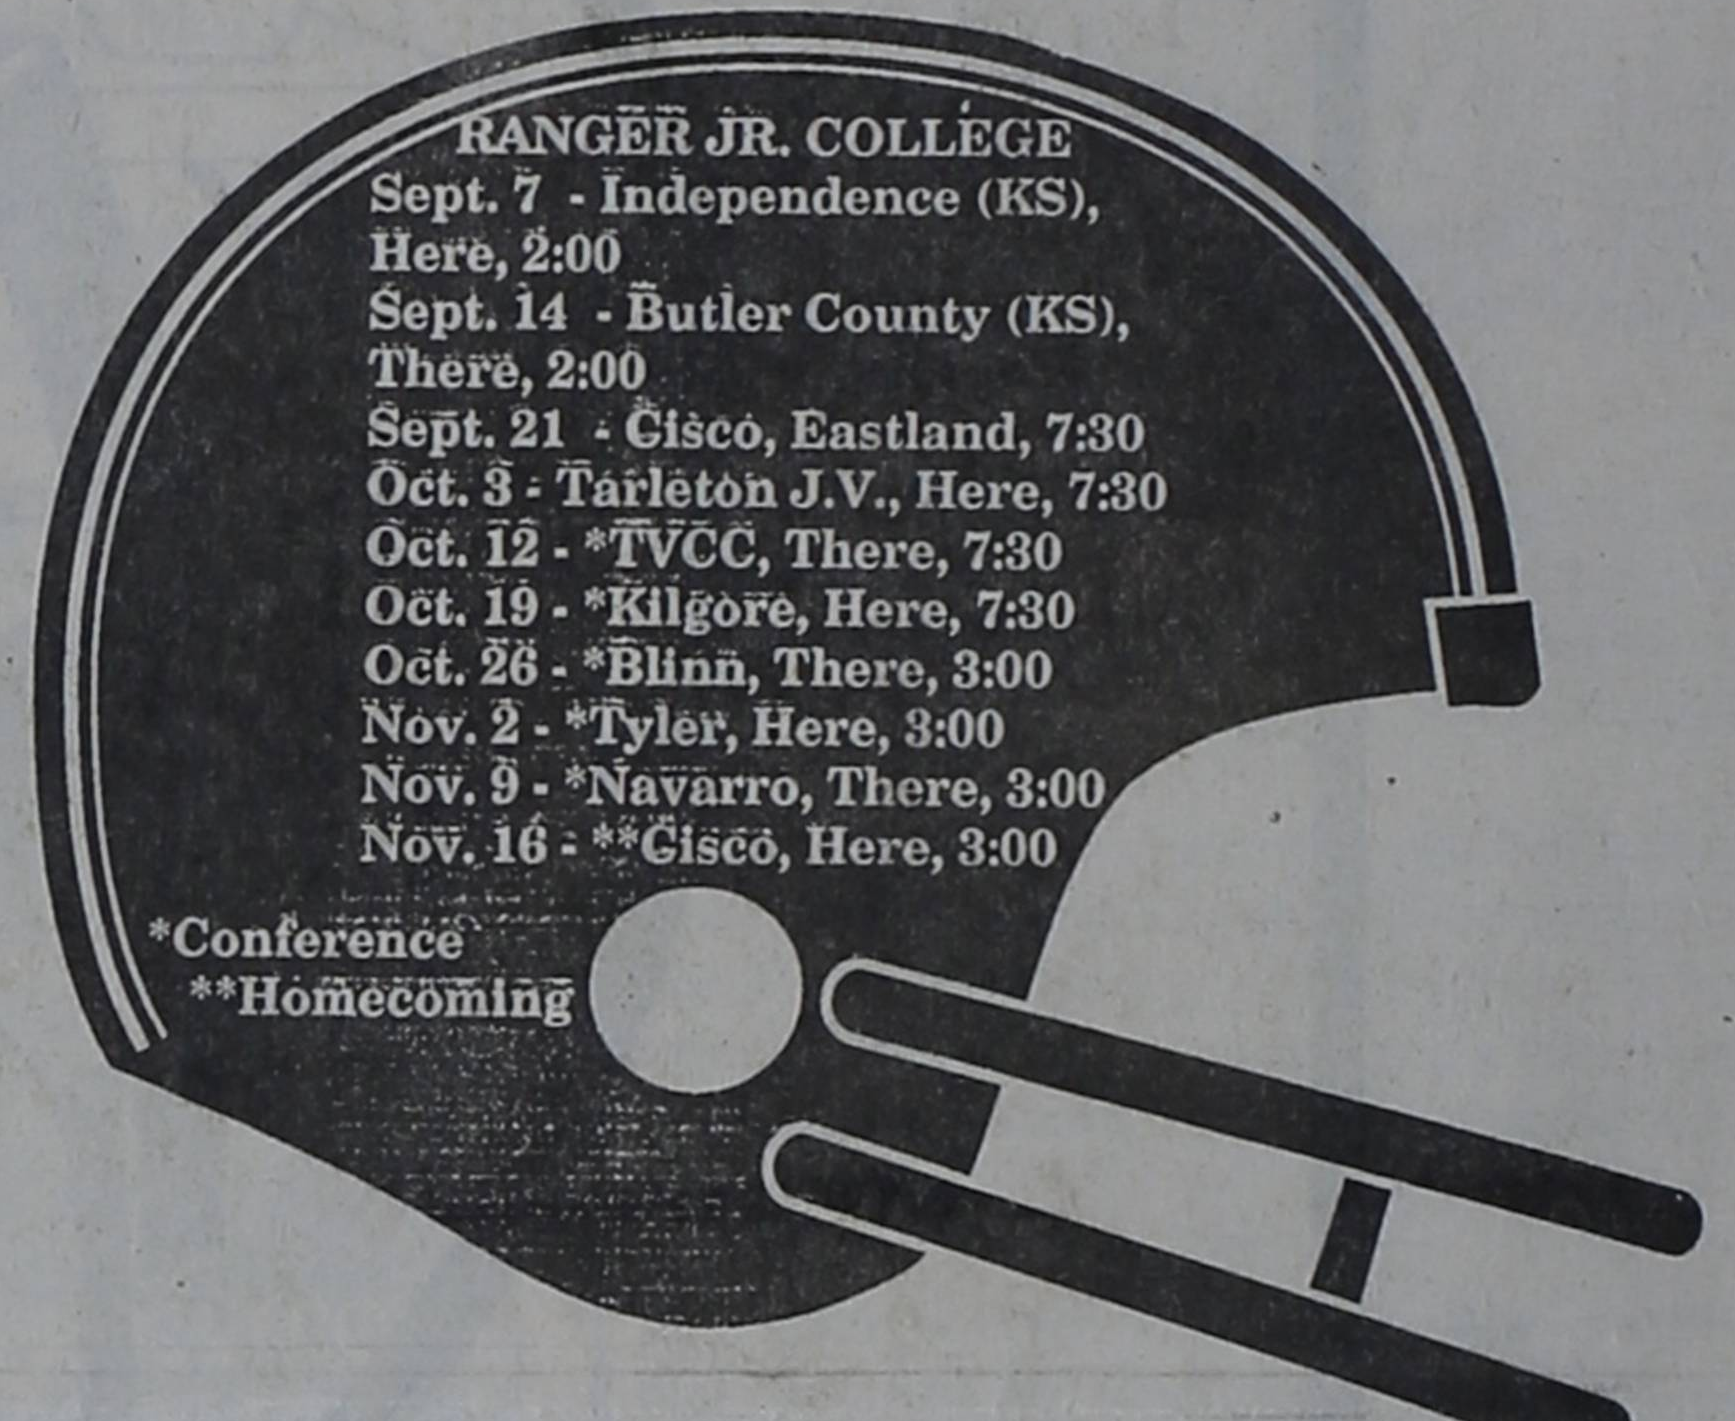 RANGER JR. COLLEGE
Sept. 7 - Independence (KS),
Here, 2:00
Sept. 14 - Butler County (KS),
There, 2:00
Sept. 21 - Cisco, Eastland, 7:30
Oct. 3 - Tarleton J.V., Here, 7:30
Oct. 12 - *TVCC, There, 7:30
Oct. 19 - *Kilgore, Here, 7:30
Oct. 26 - *Blinn, There, 3:00
Nov. 2 - *Tyler, Here, 3:00
Nov. 9 - *Navarro, There, 3:00
Nov. 16 - **Cisco, Here, 3:00
*Conference
**Homecoming